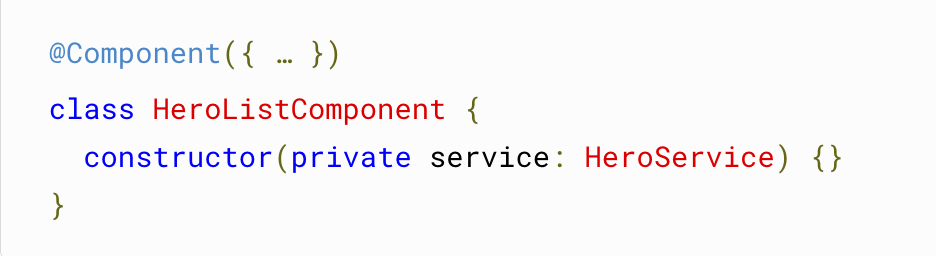 @Component({ … })
class HeroListComponent {
  constructor(private service: HeroService) {}
}